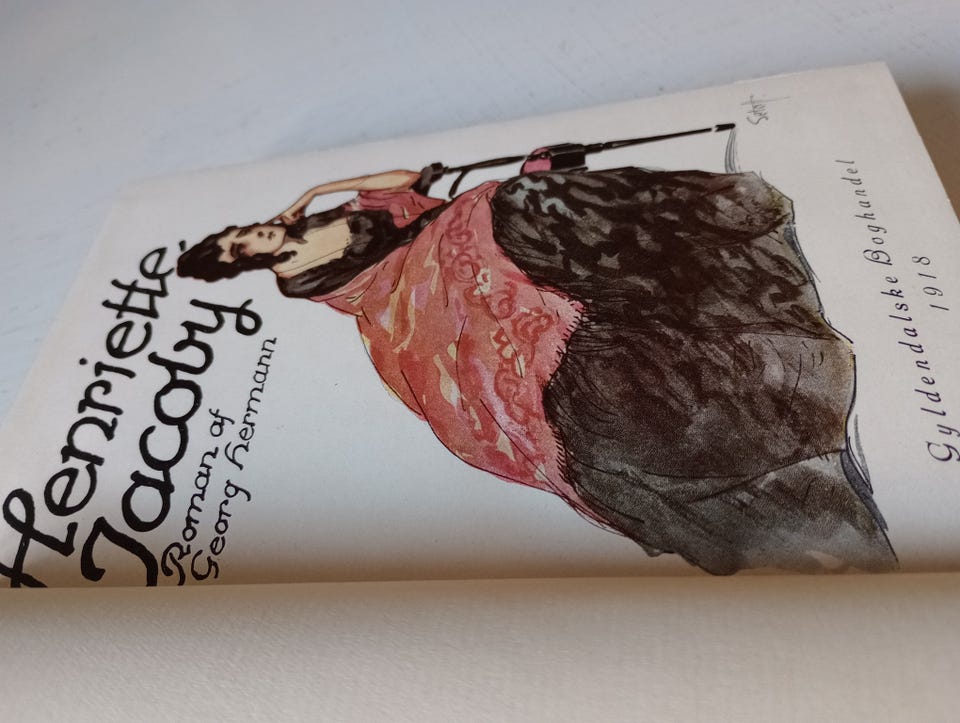 Henriette
Jacoby
Roman af
Georg Hermann
Gyldendalske Boghandel
1918